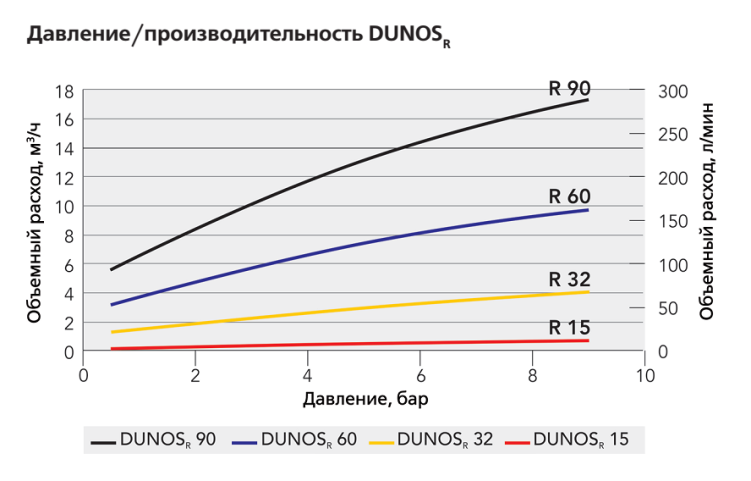 Давление/производительность DUNOSR
18
16
14
12
10
8
6
4
2
0
Объемный расход, м³/ч
300
250
200
150
100
50
0
Объемный расход, л/мин
R 90
R 60
R 32
R 15
0 2 4 6 8 10
Давление, бар
DUNOSR 90 DUNOSR 60 DUNOSR 32 DUNOSR 15